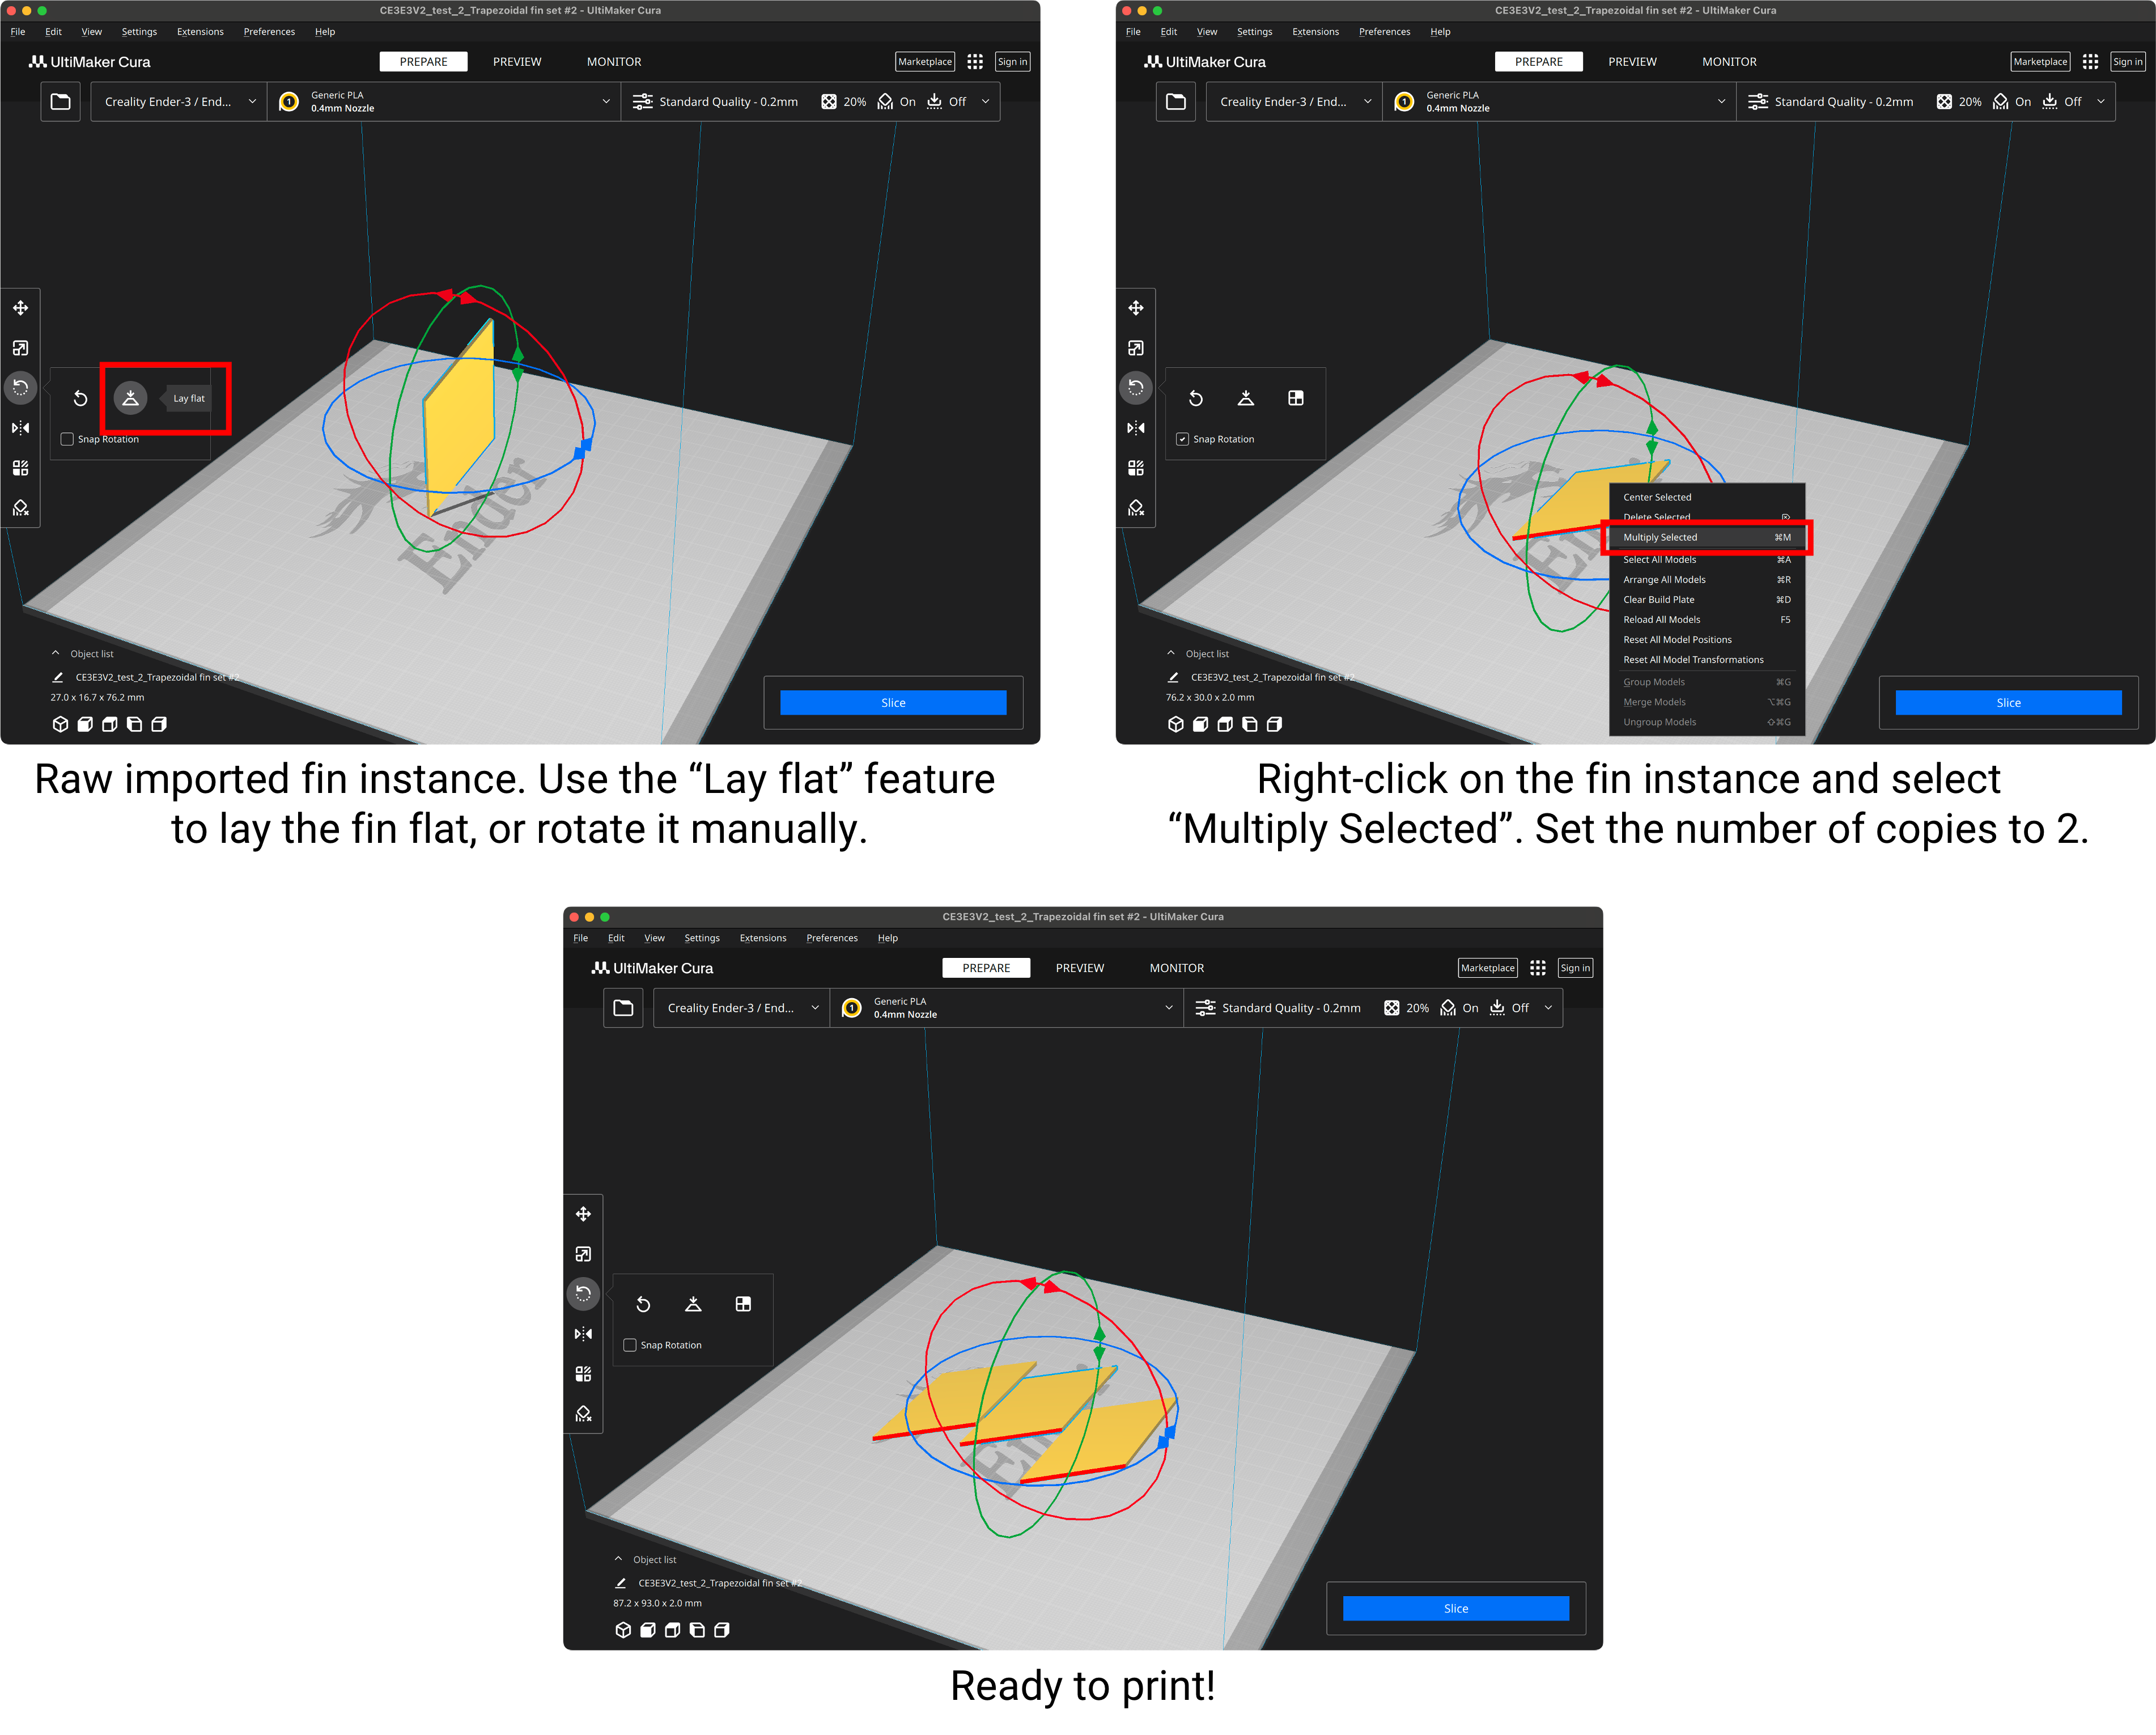 CE3E3V2_test_2_Trapezoidal fin set #2 - UltiMaker Cura
File Edit View Settings Extensions Preferences Help
UltiMaker Cura PREPARE PREVIEW MONITOR Marketplace Sign in
Creality Ender-3 / End... 1 Generic PLA
0.4mm Nozzle
Standard Quality - 0.2mm 20% On Off
Lay flat
Snap Rotation
Ender
Object list
CE3E3V2_test_2_Trapezoidal fin set #2
27.0 x 16.7 x 76.2 mm
Slice
Raw imported fin instance. Use the “Lay flat” feature
to lay the fin flat, or rotate it manually.
CE3E3V2_test_2_Trapezoidal fin set #2 - UltiMaker Cura
File Edit View Settings Extensions Preferences Help
UltiMaker Cura PREPARE PREVIEW MONITOR Marketplace Sign in
Creality Ender-3 / End... 1 Generic PLA
0.4mm Nozzle
Standard Quality - 0.2mm 20% On Off
Snap Rotation
Center Selected
Delete Selected
Multiply Selected ⌘M
Select All Models ⌘A
Arrange All Models ⌘R
Clear Build Plate ⌘D
Reload All Models F5
Reset All Model Positions
Reset All Model Transformations
Group Models ⌘G
Merge Models ⌥⌘G
Ungroup Models ⇧⌘G
Object list
CE3E3V2_test_2_Trapezoidal fin set #2
76.2 x 30.0 x 2.0 mm
Slice
Right-click on the fin instance and select
“Multiply Selected”. Set the number of copies to 2.
CE3E3V2_test_2_Trapezoidal fin set #2 - UltiMaker Cura
File Edit View Settings Extensions Preferences Help
UltiMaker Cura PREPARE PREVIEW MONITOR Marketplace Sign in
Creality Ender-3 / End... 1 Generic PLA
0.4mm Nozzle
Standard Quality - 0.2mm 20% On Off
Snap Rotation
Object list
CE3E3V2_test_2_Trapezoidal fin set #2
87.2 x 93.0 x 2.0 mm
Slice
Ready to print!